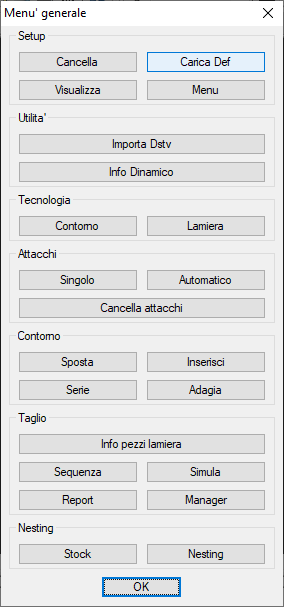 Menu' generale
Setup
Cancella Carica Def
Visualizza Menu
Utilita'
Importa Dstv
Info Dinamico
Tecnologia
Contorno Lamiera
Attacchi
Singolo Automatico
Cancella attacchi
Contorno
Sposta Inserisci
Serie Adagia
Taglio
Info pezzi lamiera
Sequenza Simula
Report Manager
Nesting
Stock Nesting
OK